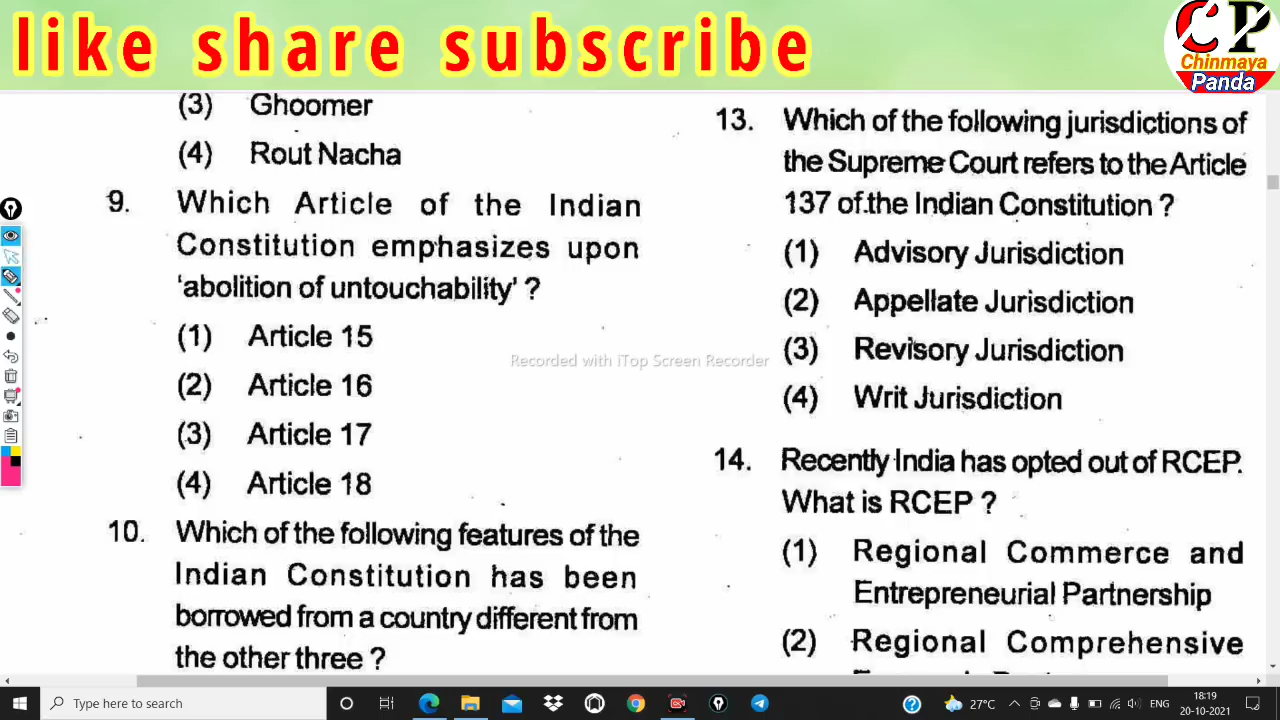 like share subscribe
CP
Chinmaya
Panda
(3) Ghoomer
(4) Rout Nacha
9. Which Article of the Indian
Constitution emphasizes upon
'abolition of untouchability' ?
(1) Article 15
(2) Article 16
(3) Article 17
(4) Article 18
10. Which of the following features of the
Indian Constitution has been
borrowed from a country different from
the other three ?
13. Which of the following jurisdictions of
the Supreme Court refers to the Article
137 of the Indian Constitution ?
(1) Advisory Jurisdiction
(2) Appellate Jurisdiction
(3) Revisory Jurisdiction
(4) Writ Jurisdiction
14. Recently India has opted out of RCEP.
What is RCEP ?
(1) Regional Commerce and
Entrepreneurial Partnership
(2) Regional Comprehensive
Recorded with iTop Screen Recorder
Type here to search
27°C
ENG
18:19
20-10-2021